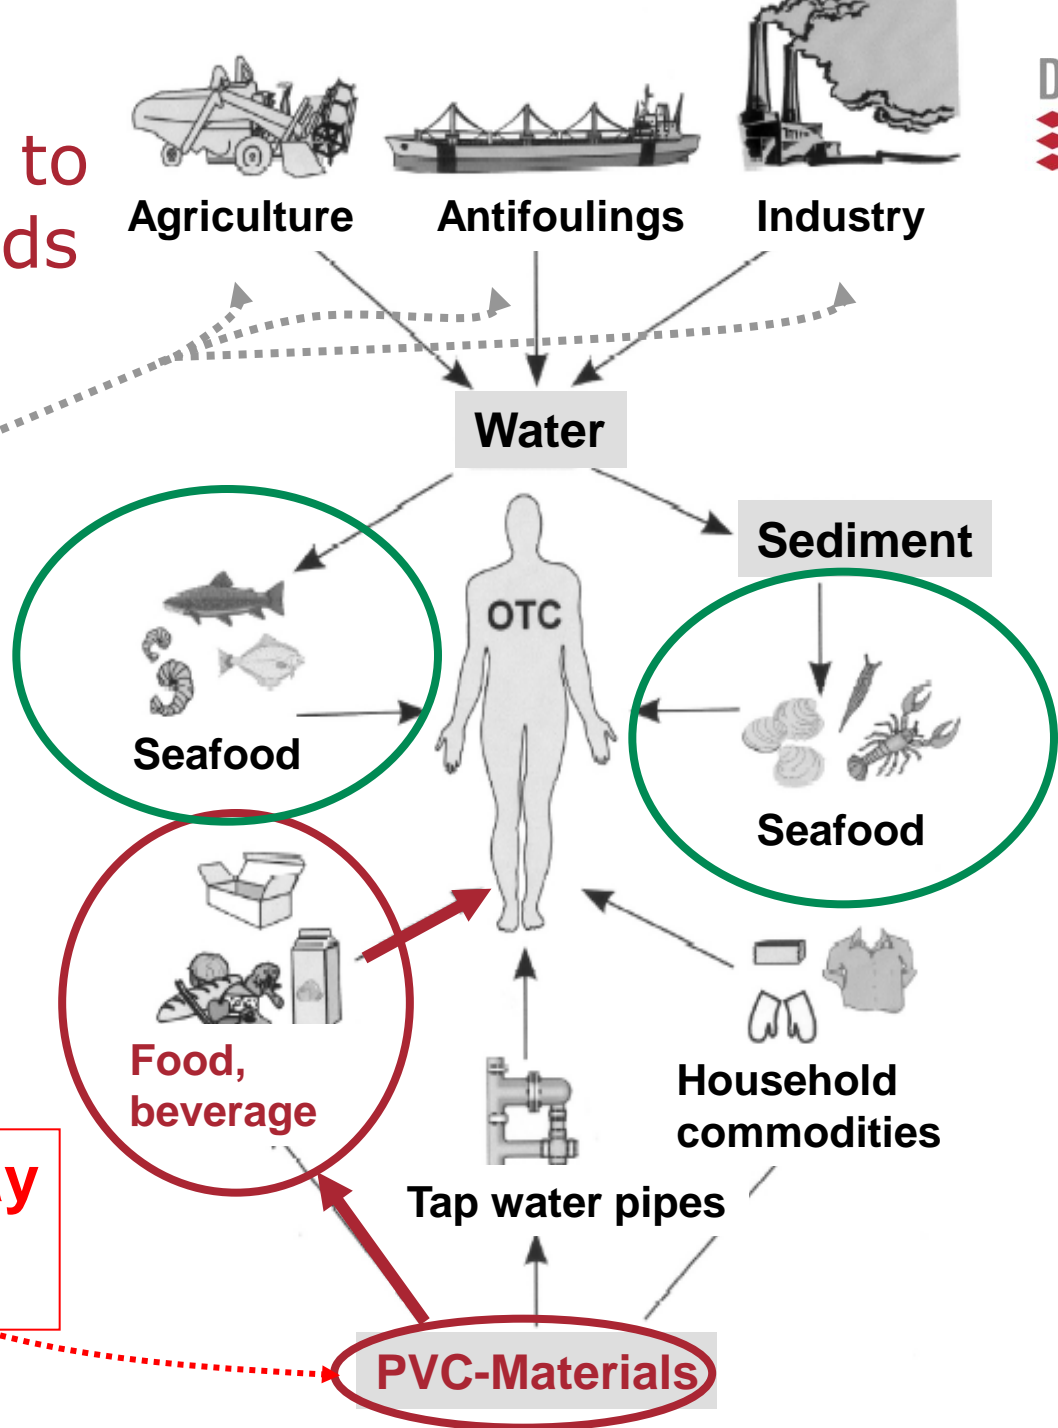 to
ds
D
Agriculture
Antifoulings
Industry
Water
Sediment
OTC
Seafood
Seafood
Food,
beverage
Household
commodities
y
Tap water pipes
PVC-Materials